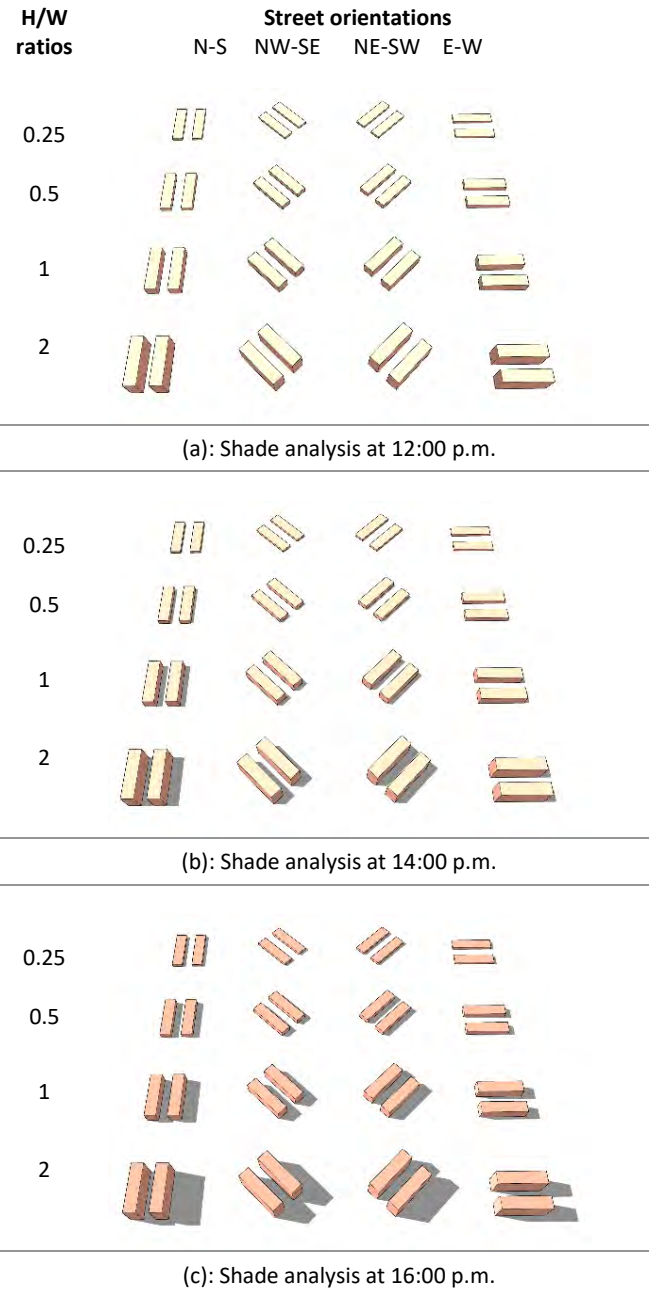 H/W Street orientations
ratios N-S NW-SE NE-SW E-W
0.25
0.5
1
2
(a): Shade analysis at 12:00 p.m.
0.25
0.5
1
2
(b): Shade analysis at 14:00 p.m.
0.25
0.5
1
2
(c): Shade analysis at 16:00 p.m.